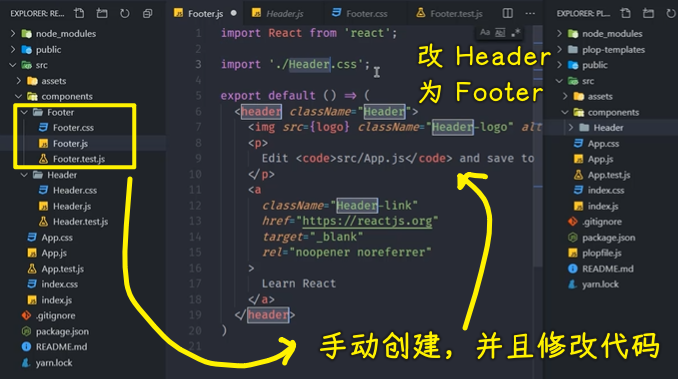 EXPLORER: RE...
node_modules
public
src
assets
components
Footer
Footer.css
Footer.js
Footer.test.js
Header
Header.css
Header.js
Header.test.js
App.css
App.js
App.test.js
index.css
index.js
.gitignore
package.json
README.md
yarn.lock
Footer.js
Header.js
Footer.css
Footer.test.js
Aa
1 import React from 'react';
2
3 import './Header.css';
4
5 export default () => (
6 <header className="Header">
7 <img src={logo} className="Header-logo" alt
8 <p>
9 Edit <code>src/App.js</code> and save to
10 </p>
11 <a
12 className="Header-link"
13 href="https://reactjs.org"
14 target="_blank"
15 rel="noopener noreferrer"
16 >
17 Learn React
18 </a>
19 </header>
20 )
21
改 Header
为 Footer
手动创建，并且修改代码
EXPLORER: PL...
node_modules
plop-templates
public
src
assets
components
Header
App.css
App.js
App.test.js
index.css
index.js
.gitignore
package.json
plopfile.js
README.md
yarn.lock